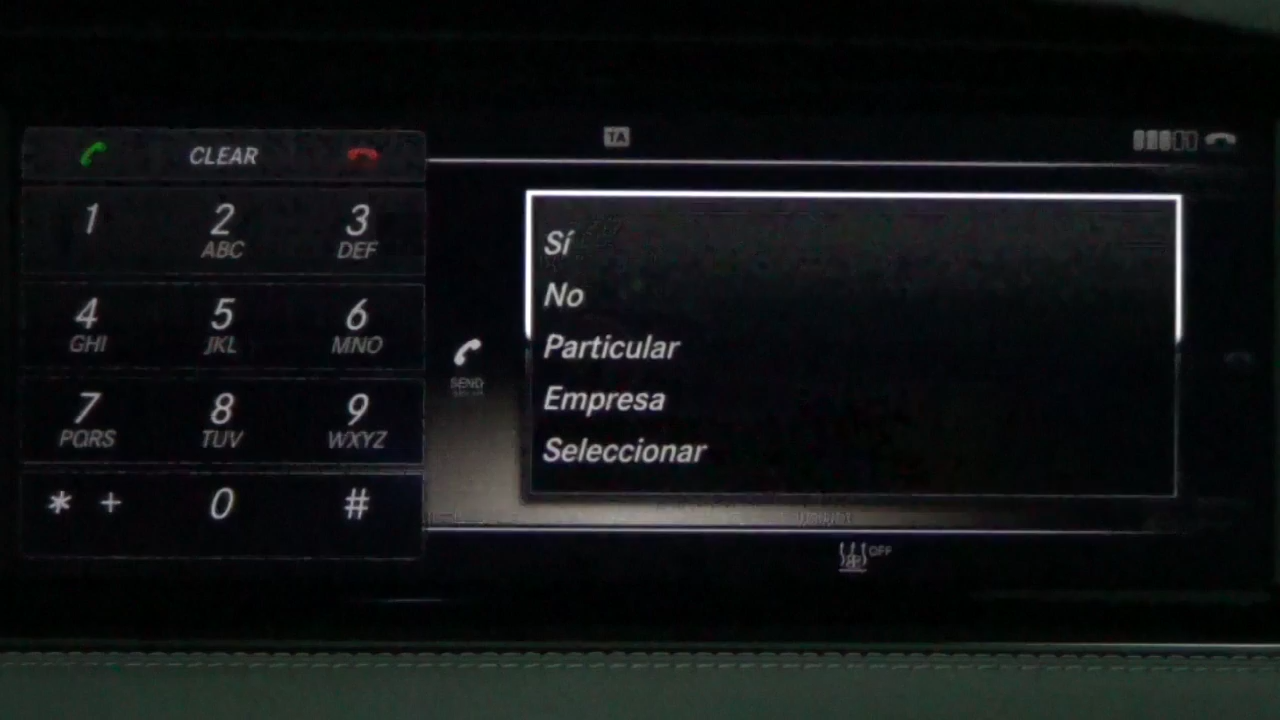 TA
CLEAR
1 2 3
ABC DEF
4 5 6
GHI JKL MNO
7 8 9
PQRS TUV WXYZ
* + 0 #
SEND
Sí
No
Particular
Empresa
Seleccionar
OFF